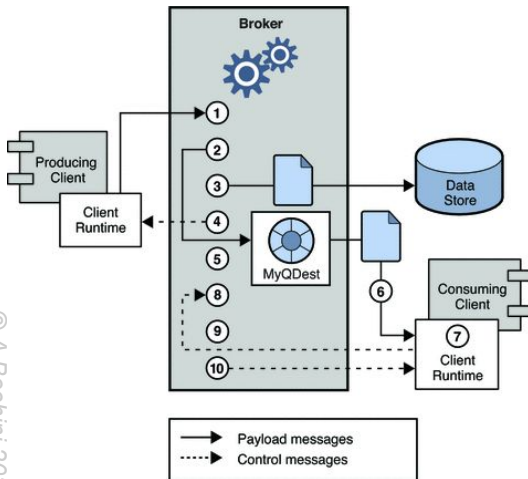 Broker
1
2
3
4
5
8
9
10
Producing
Client
Client
Runtime
Data
Store
MyQDest
6
Consuming
Client
7
Client
Runtime
Payload messages
Control messages